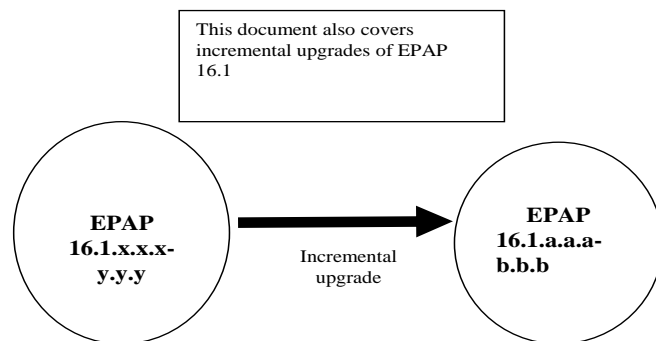 This document also covers
incremental upgrades of EPAP
16.1
EPAP
16.1.x.x.x-
y.y.y
Incremental
upgrade
EPAP
16.1.a.a.a-
b.b.b